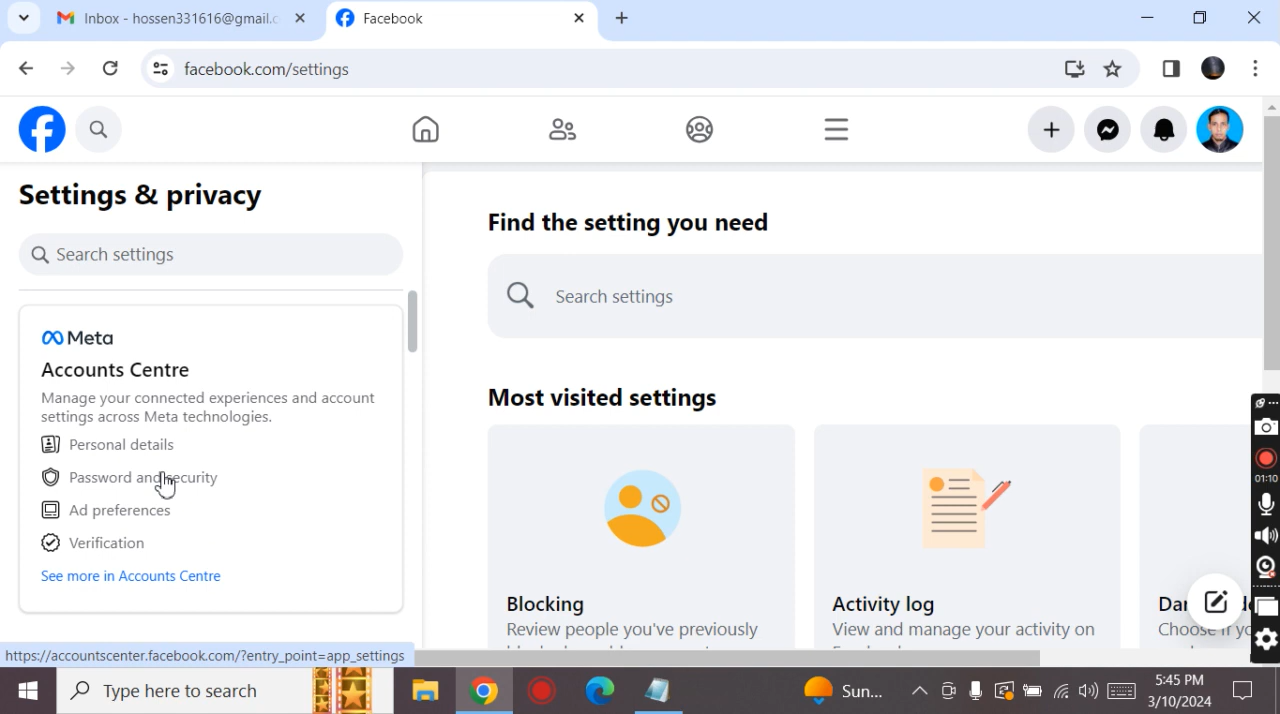 Inbox - hossen331616@gmail.c
Facebook
facebook.com/settings
Settings & privacy
Search settings
Meta
Accounts Centre
Manage your connected experiences and account
settings across Meta technologies.
Personal details
Password and security
Ad preferences
Verification
See more in Accounts Centre
Find the setting you need
Search settings
Most visited settings
Blocking
Review people you've previously
Activity log
View and manage your activity on
Da
Choose if yo
01:10
https://accountscenter.facebook.com/?entry_point=app_settings
Type here to search
Sun...
5:45 PM
3/10/2024